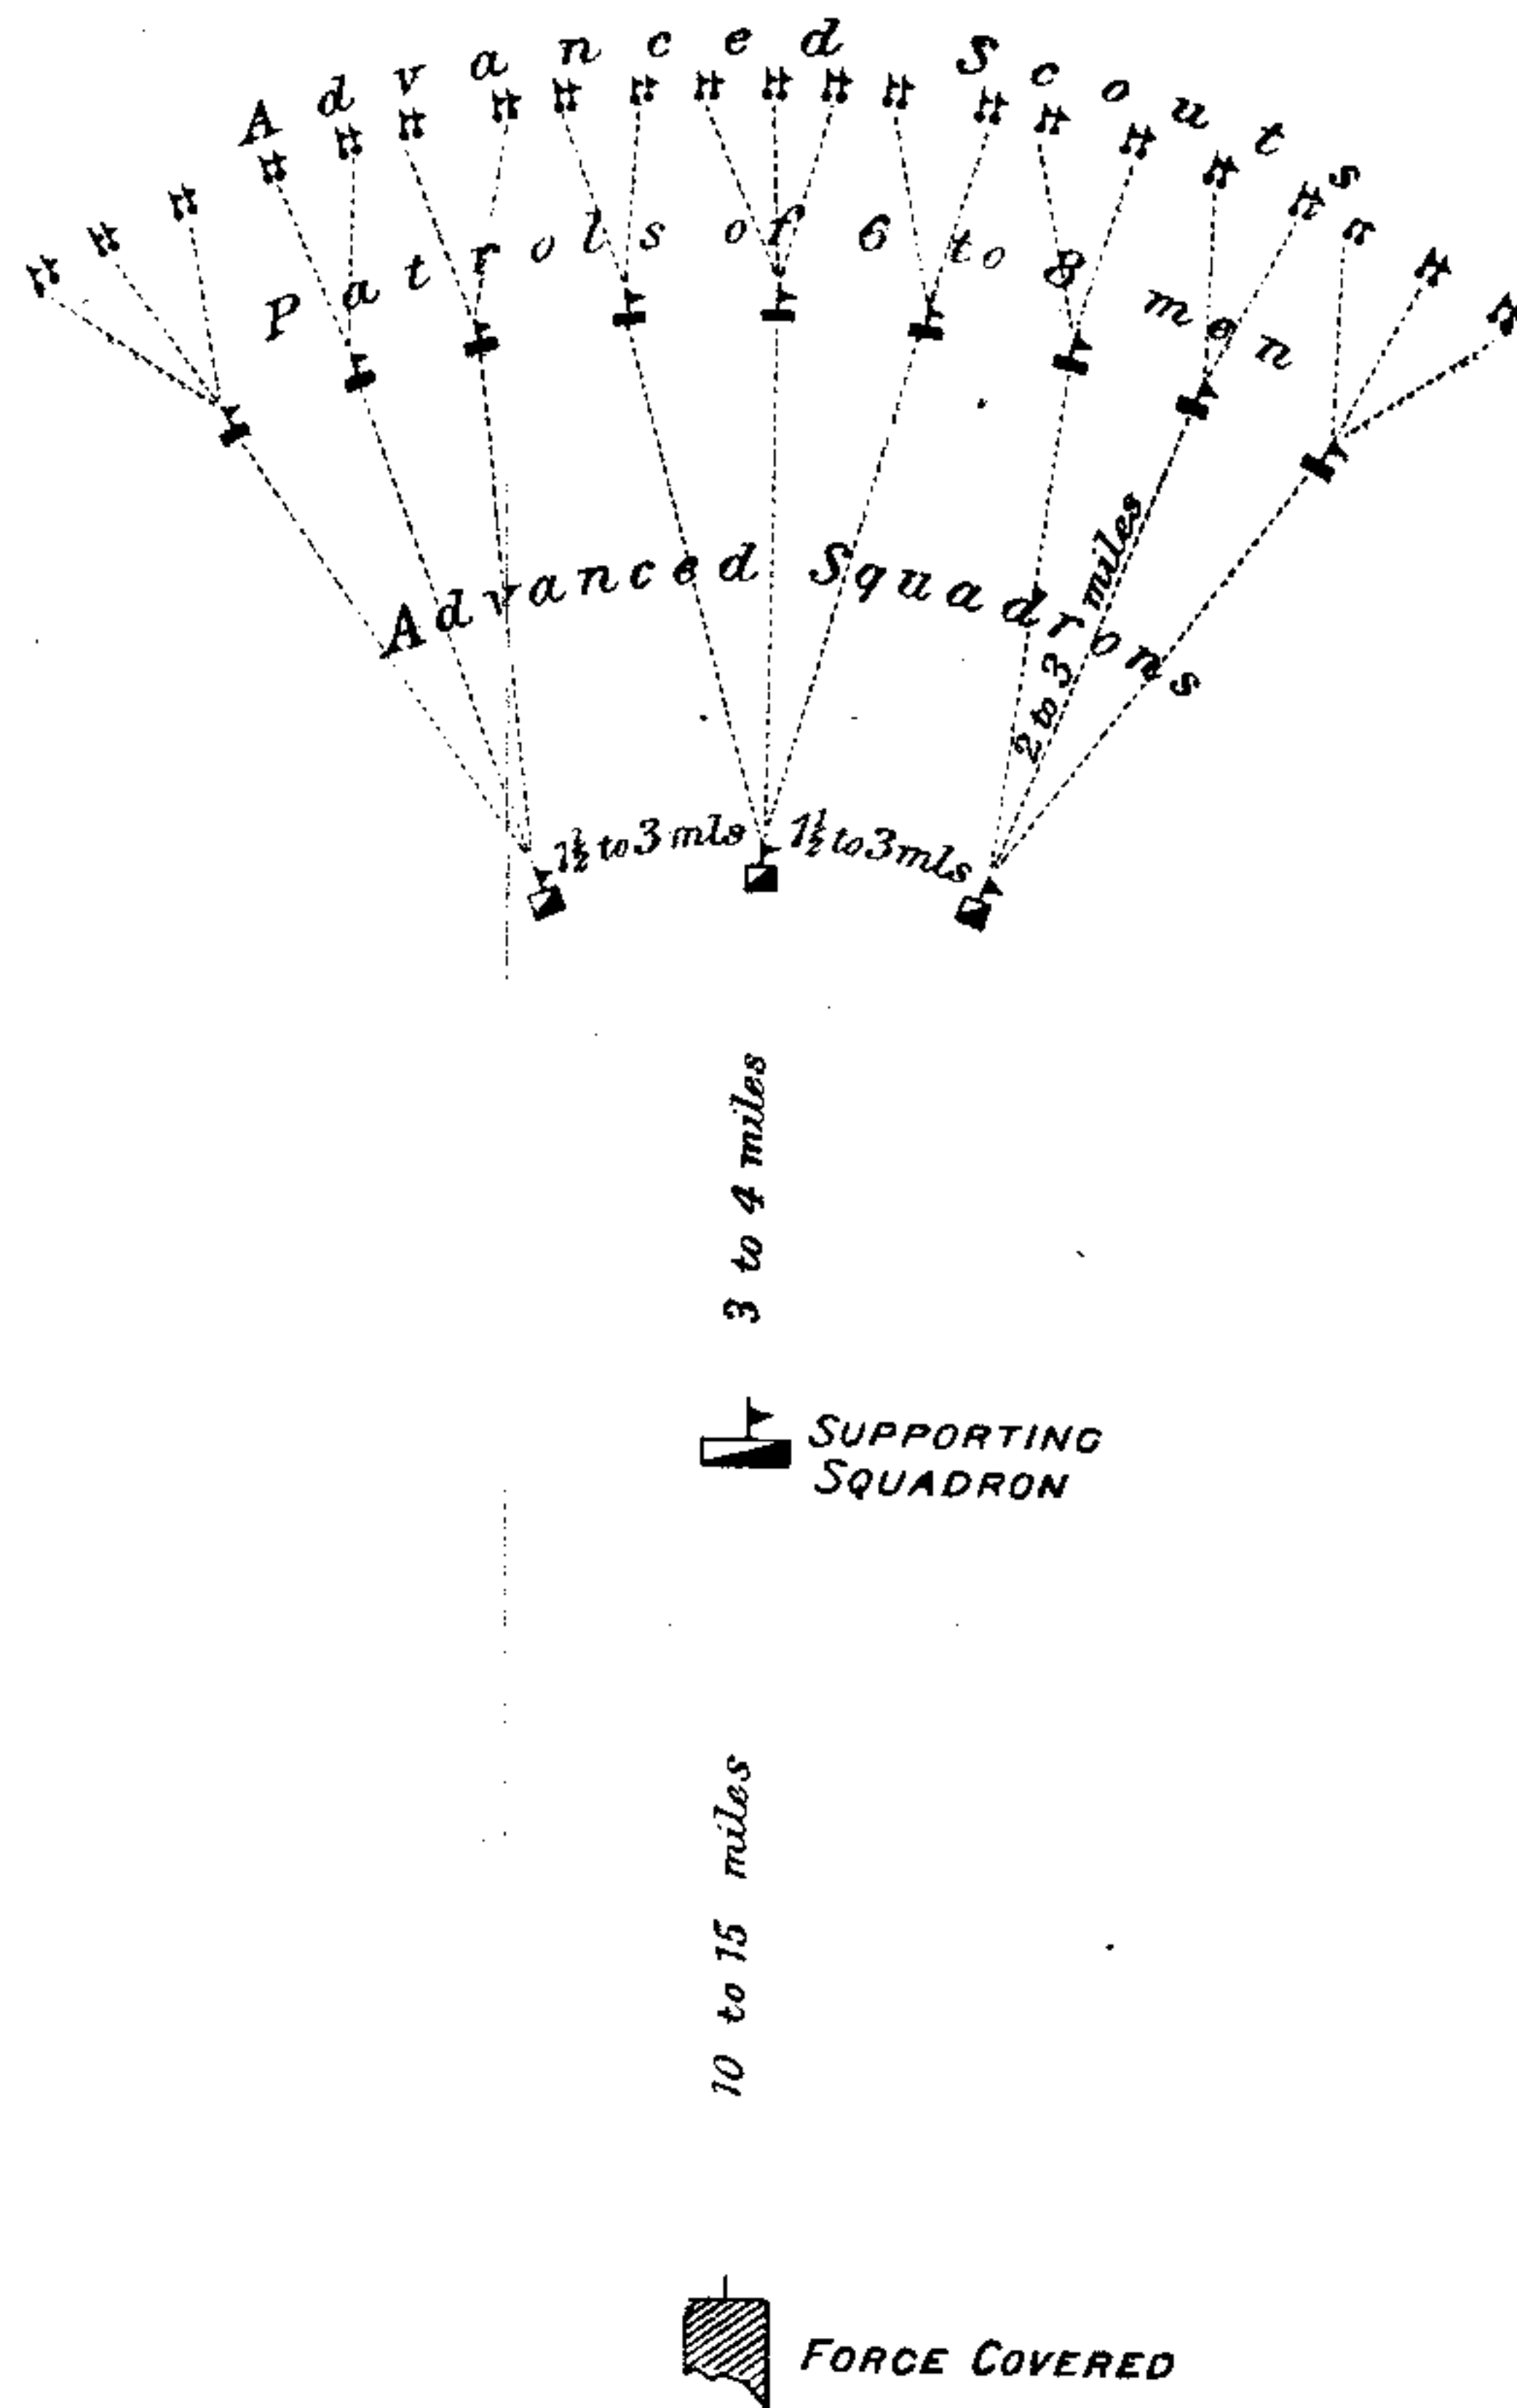 Advanced Scouts
Patrols of 6 to 8 men
Advanced Squadrons
2 to 3 miles
1½ to 3 mls
1½ to 3 mls
3 to 4 miles
SUPPORTING
SQUADRON
10 to 15 miles
FORCE COVERED